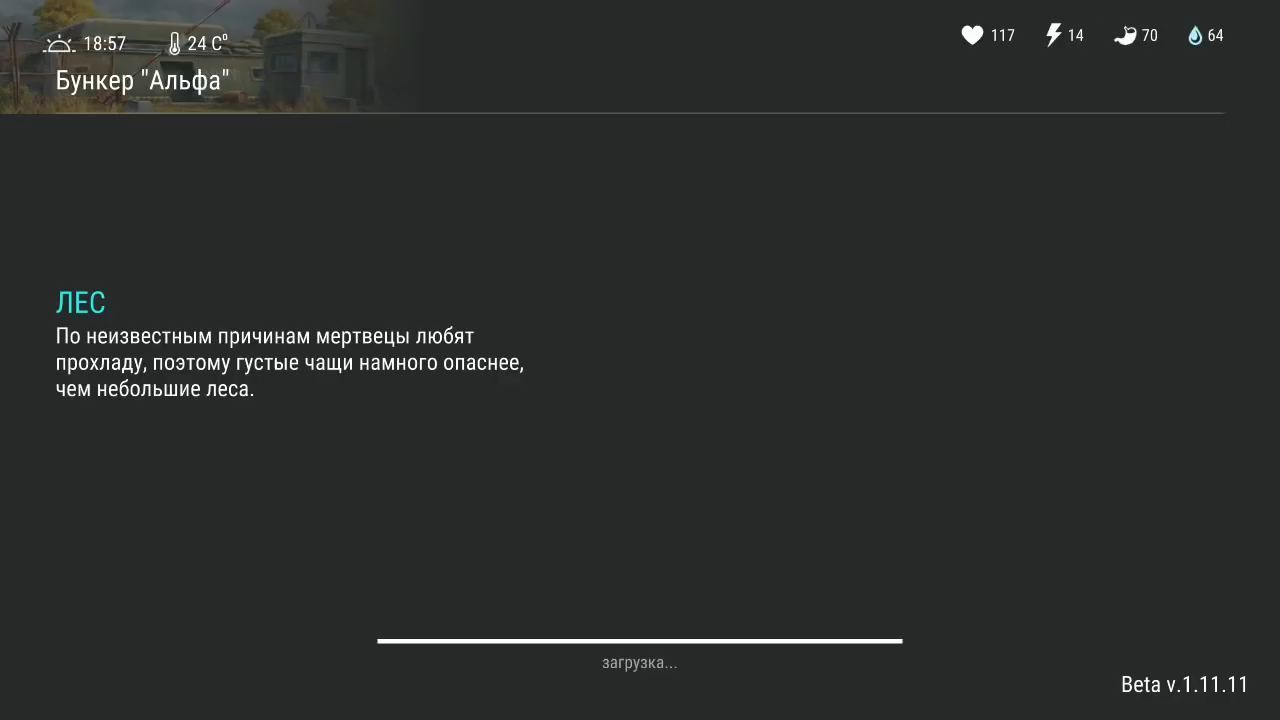 18:57 24 C⁰ 117 14 70 64
Бункер "Альфа"
ЛЕС
По неизвестным причинам мертвецы любят
прохладу, поэтому густые чащи намного опаснее,
чем небольшие леса.
загрузка...
Beta v.1.11.11